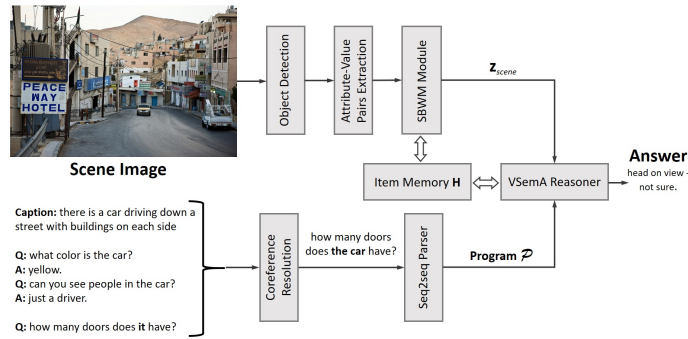 PEACE
WAY
HOTEL
Scene Image
Object Detection
Attribute-Value
Pairs Extraction
SBWM Module
Z scene
Item Memory H
VSemA Reasoner
Answer
head on view -
not sure.
Caption: there is a car driving down a
street with buildings on each side
Q: what color is the car?
A: yellow.
Q: can you see people in the car?
A: just a driver.
Q: how many doors does it have?
Coreference
Resolution
how many doors
does the car have?
Seq2seq Parser
Program 𝒫